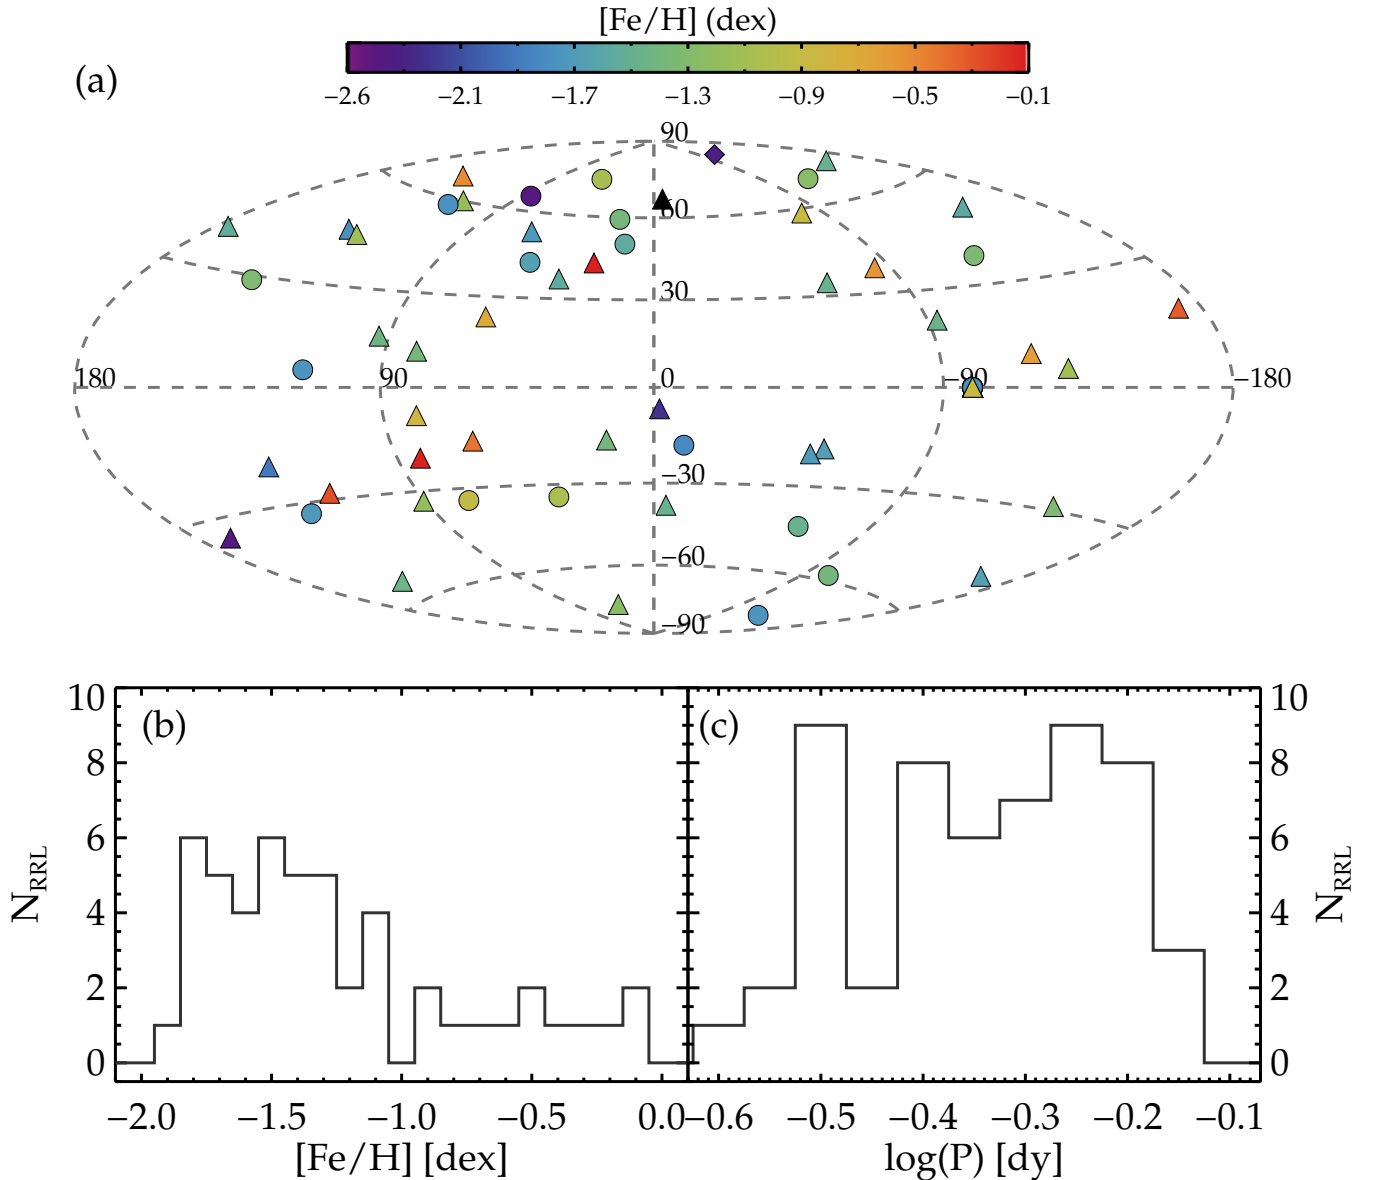 [Fe/H] (dex)
(a)
−2.6 −2.1 −1.7 −1.3 −0.9 −0.5 −0.1
90
60
30
180 90 0 −90 −180
−30
−60
−90
10 (b) (c) 10
8 8
6 6
N_RRL N_RRL
4 4
2 2
0 0
−2.0 −1.5 −1.0 −0.5 0.0 −0.6 −0.5 −0.4 −0.3 −0.2 −0.1
[Fe/H] [dex] log(P) [dy]